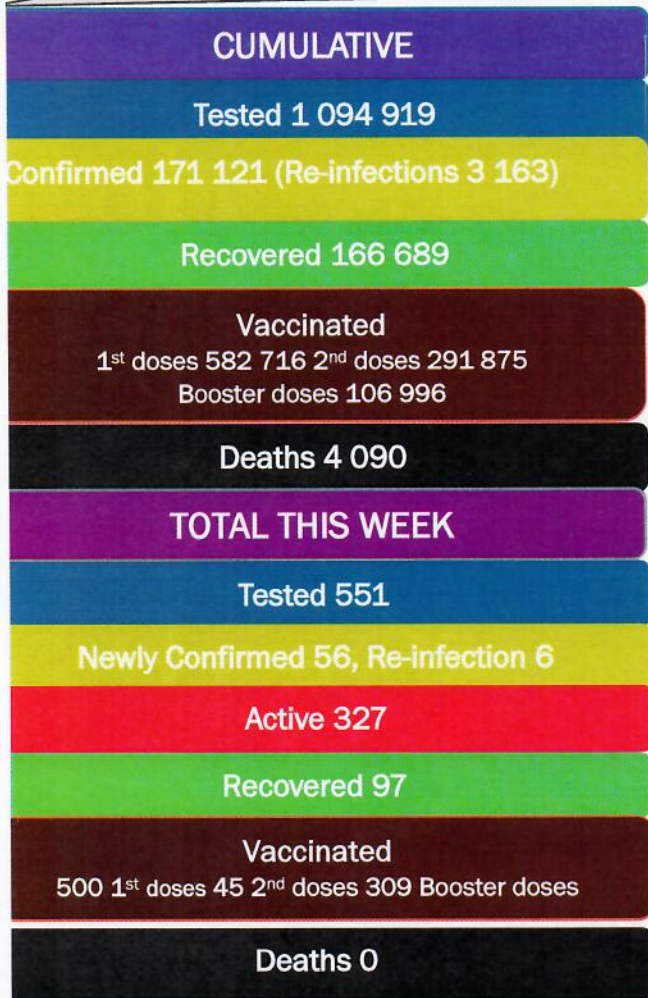 CUMULATIVE
Tested 1 094 919
Confirmed 171 121 (Re-infections 3 163)
Recovered 166 689
Vaccinated
1st doses 582 716 2nd doses 291 875
Booster doses 106 996
Deaths 4 090
TOTAL THIS WEEK
Tested 551
Newly Confirmed 56, Re-infection 6
Active 327
Recovered 97
Vaccinated
500 1st doses 45 2nd doses 309 Booster doses
Deaths 0